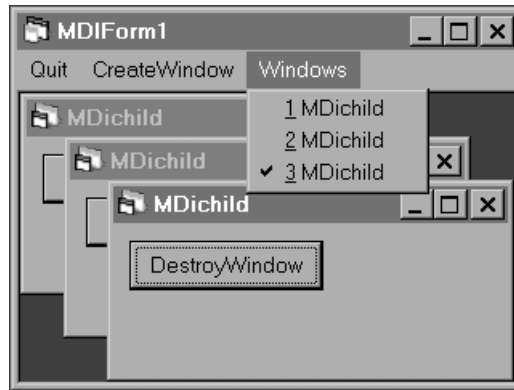 MDIForm1
Quit CreateWindow Windows
1 MDichild
2 MDichild
3 MDichild
MDichild
MDichild
MDichild
DestroyWindow